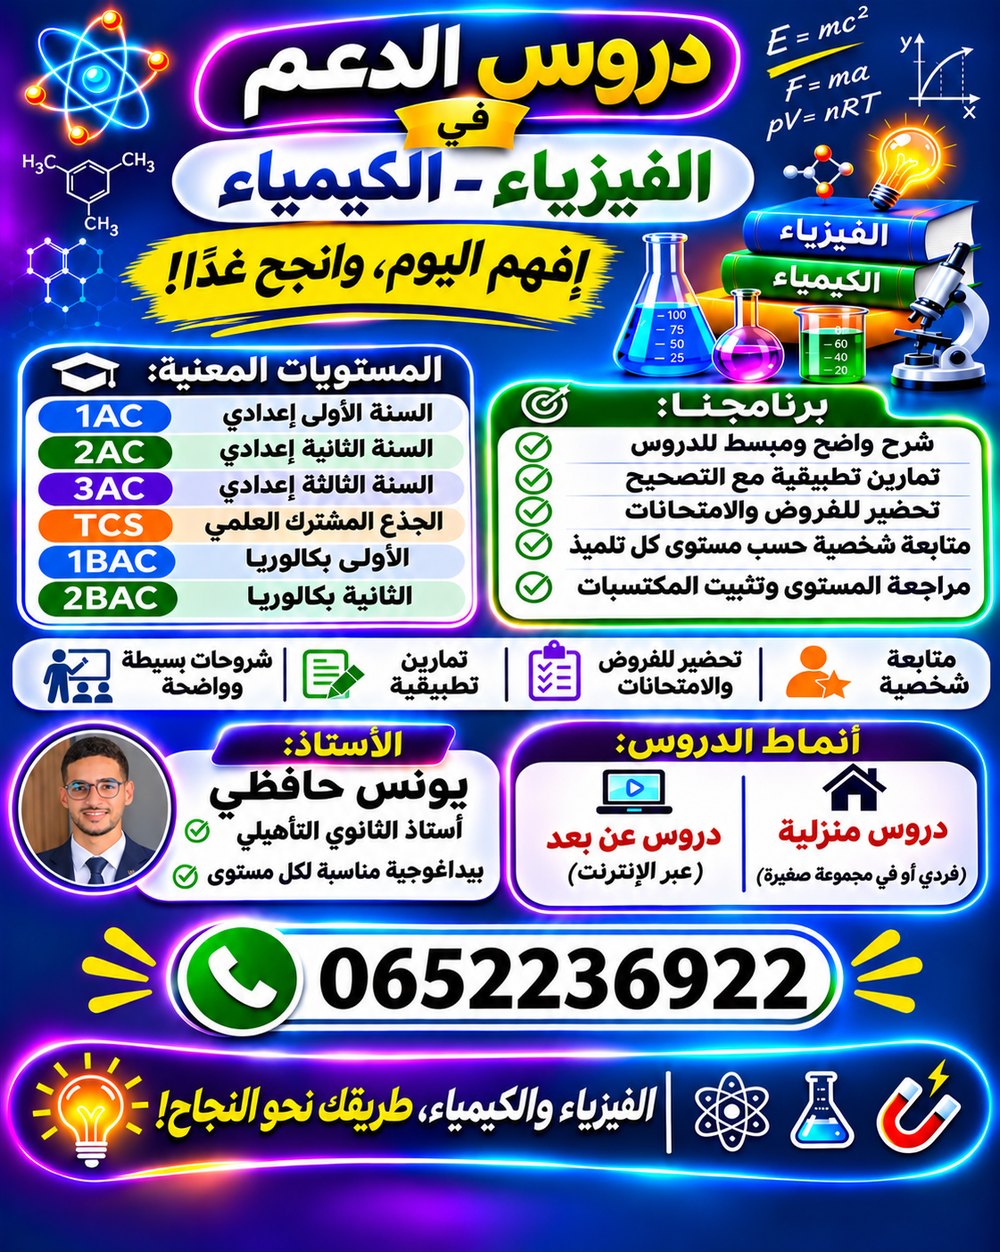 دروس الدعم
في
الفيزياء - الكيمياء
إفهم اليوم، وانجح غدًا!
E = mc²
F = ma
pV = nRT
y
x
H₃C
CH₃
CH₃
الفيزياء
الكيمياء
100
75
50
25
60
40
20
المستويات المعنية:
السنة الأولى إعدادي 1AC
السنة الثانية إعدادي 2AC
السنة الثالثة إعدادي 3AC
الجذع المشترك العلمي TCS
الأولى بكالوريا 1BAC
الثانية بكالوريا 2BAC
برنامجنا:
شرح واضح ومبسط للدروس
تمارين تطبيقية مع التصحيح
تحضير للفروض والامتحانات
متابعة شخصية حسب مستوى كل تلميذ
مراجعة المستوى وتثبيت المكتسبات
متابعة
شخصية
تحضير للفروض
والامتحانات
تمارين
تطبيقية
شروحات بسيطة
وواضحة
أنماط الدروس:
دروس منزلية
(فردي أو في مجموعة صغيرة)
دروس عن بعد
(عبر الإنترنت)
الأستاذ:
يونس حافظي
أستاذ الثانوي التأهيلي
بيداغوجية مناسبة لكل مستوى
0652236922
الفيزياء والكيمياء، طريقك نحو النجاح!